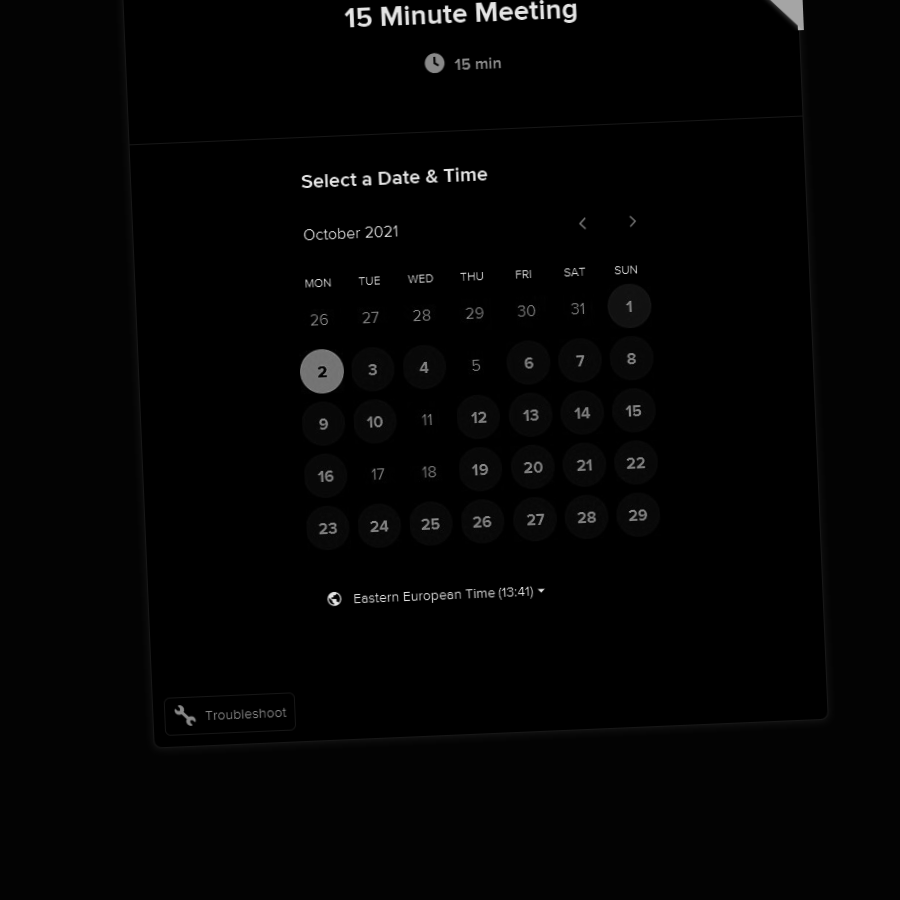 15 Minute Meeting
15 min
Select a Date & Time
October 2021
MON TUE WED THU FRI SAT SUN
26 27 28 29 30 31 1
2 3 4 5 6 7 8
9 10 11 12 13 14 15
16 17 18 19 20 21 22
23 24 25 26 27 28 29
Eastern European Time (13:41)
Troubleshoot